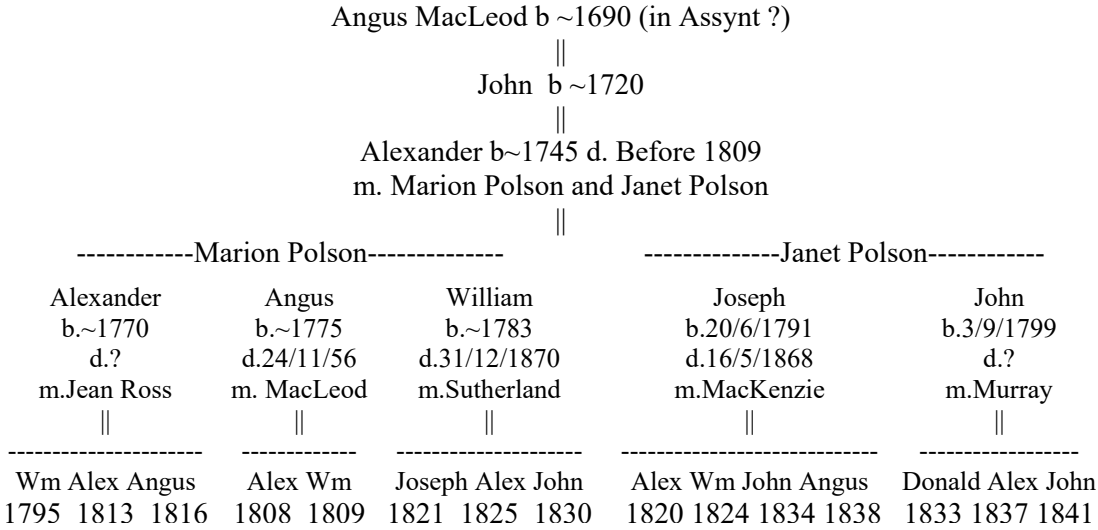 Angus MacLeod b ~1690 (in Assynt ?)
||
John b ~1720
||
Alexander b~1745 d. Before 1809
m. Marion Polson and Janet Polson
||
------------Marion Polson-------------- --------------Janet Polson------------
Alexander Angus William Joseph John
b.~1770 b.~1775 b.~1783 b.20/6/1791 b.3/9/1799
d.? d.24/11/56 d.31/12/1870 d.16/5/1868 d.?
m.Jean Ross m. MacLeod m.Sutherland m.MacKenzie m.Murray
|| || || || ||
---------------------- ------------- --------------------- ----------------------------- ------------------
Wm Alex Angus Alex Wm Joseph Alex John Alex Wm John Angus Donald Alex John
1795 1813 1816 1808 1809 1821 1825 1830 1820 1824 1834 1838 1833 1837 1841